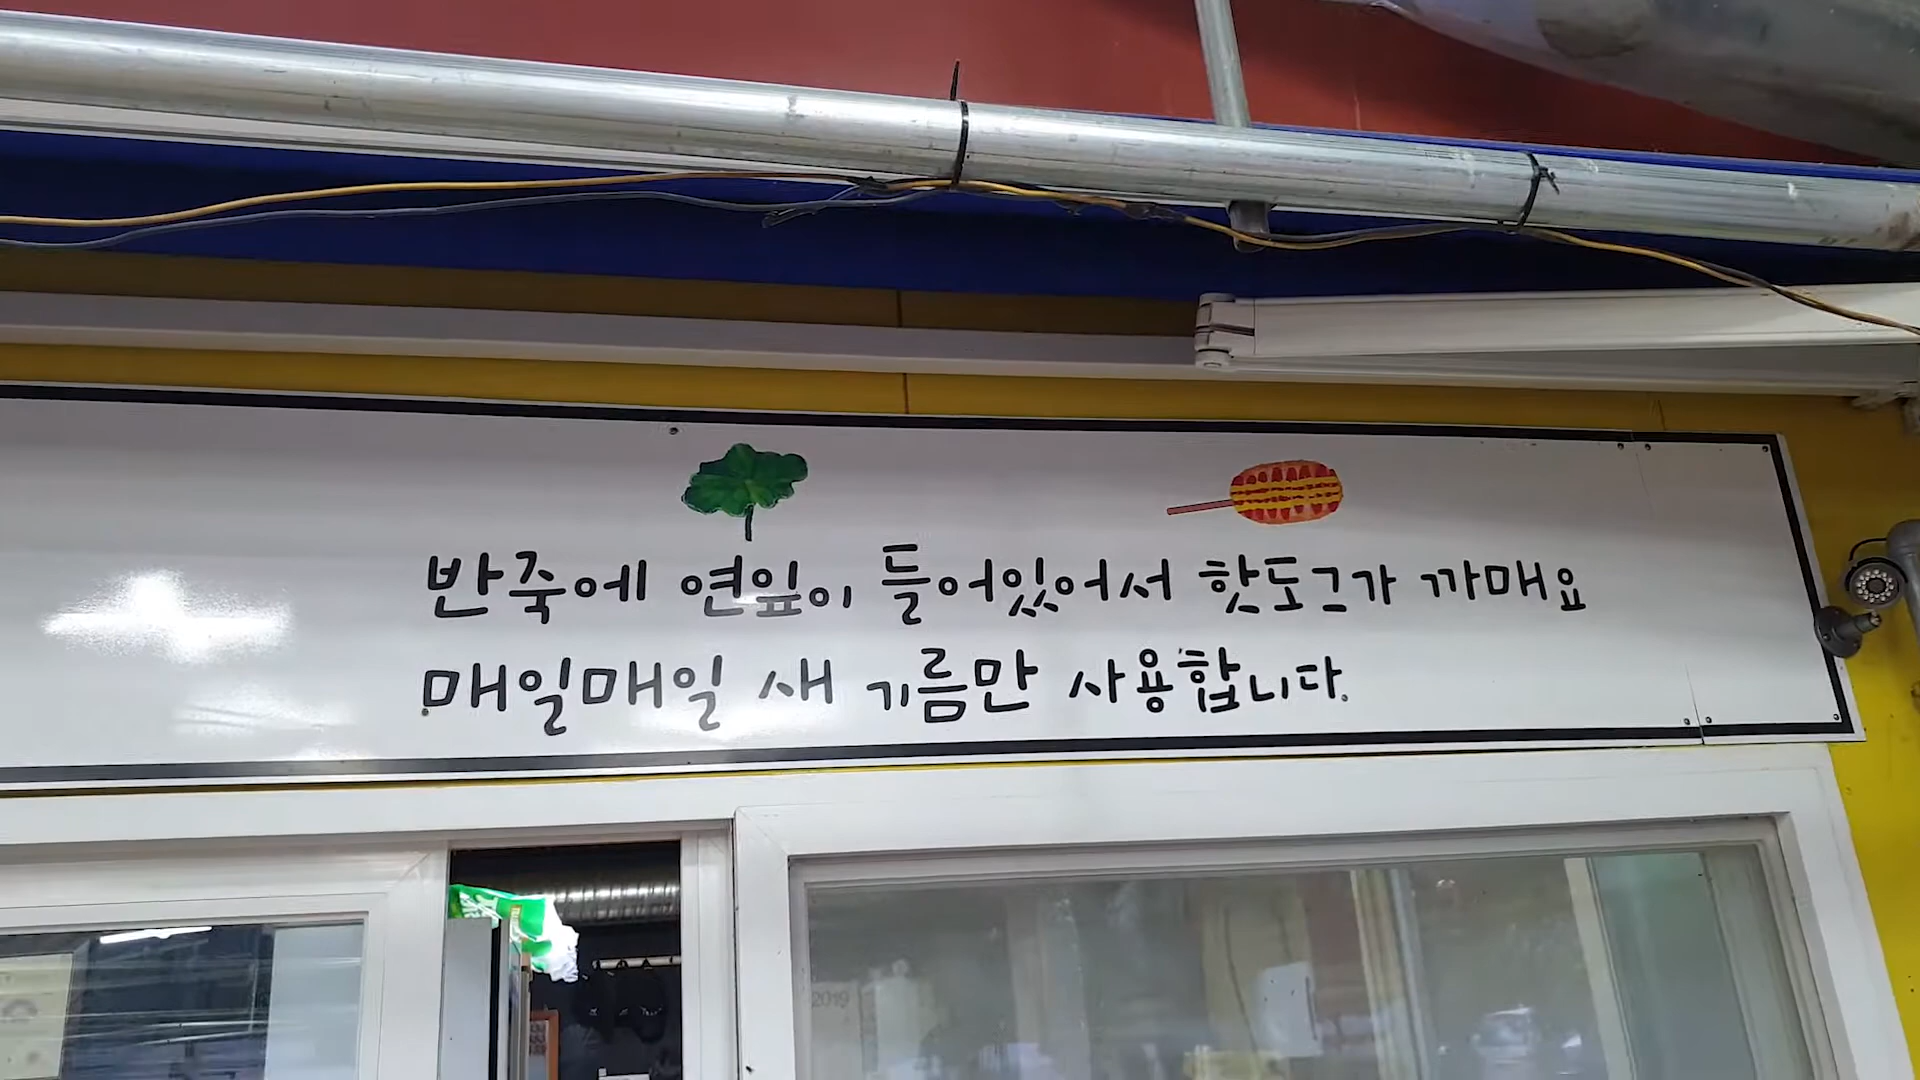 반죽에 연잎이 들어있어서 핫도그가 까매요
매일매일 새 기름만 사용합니다.
2019